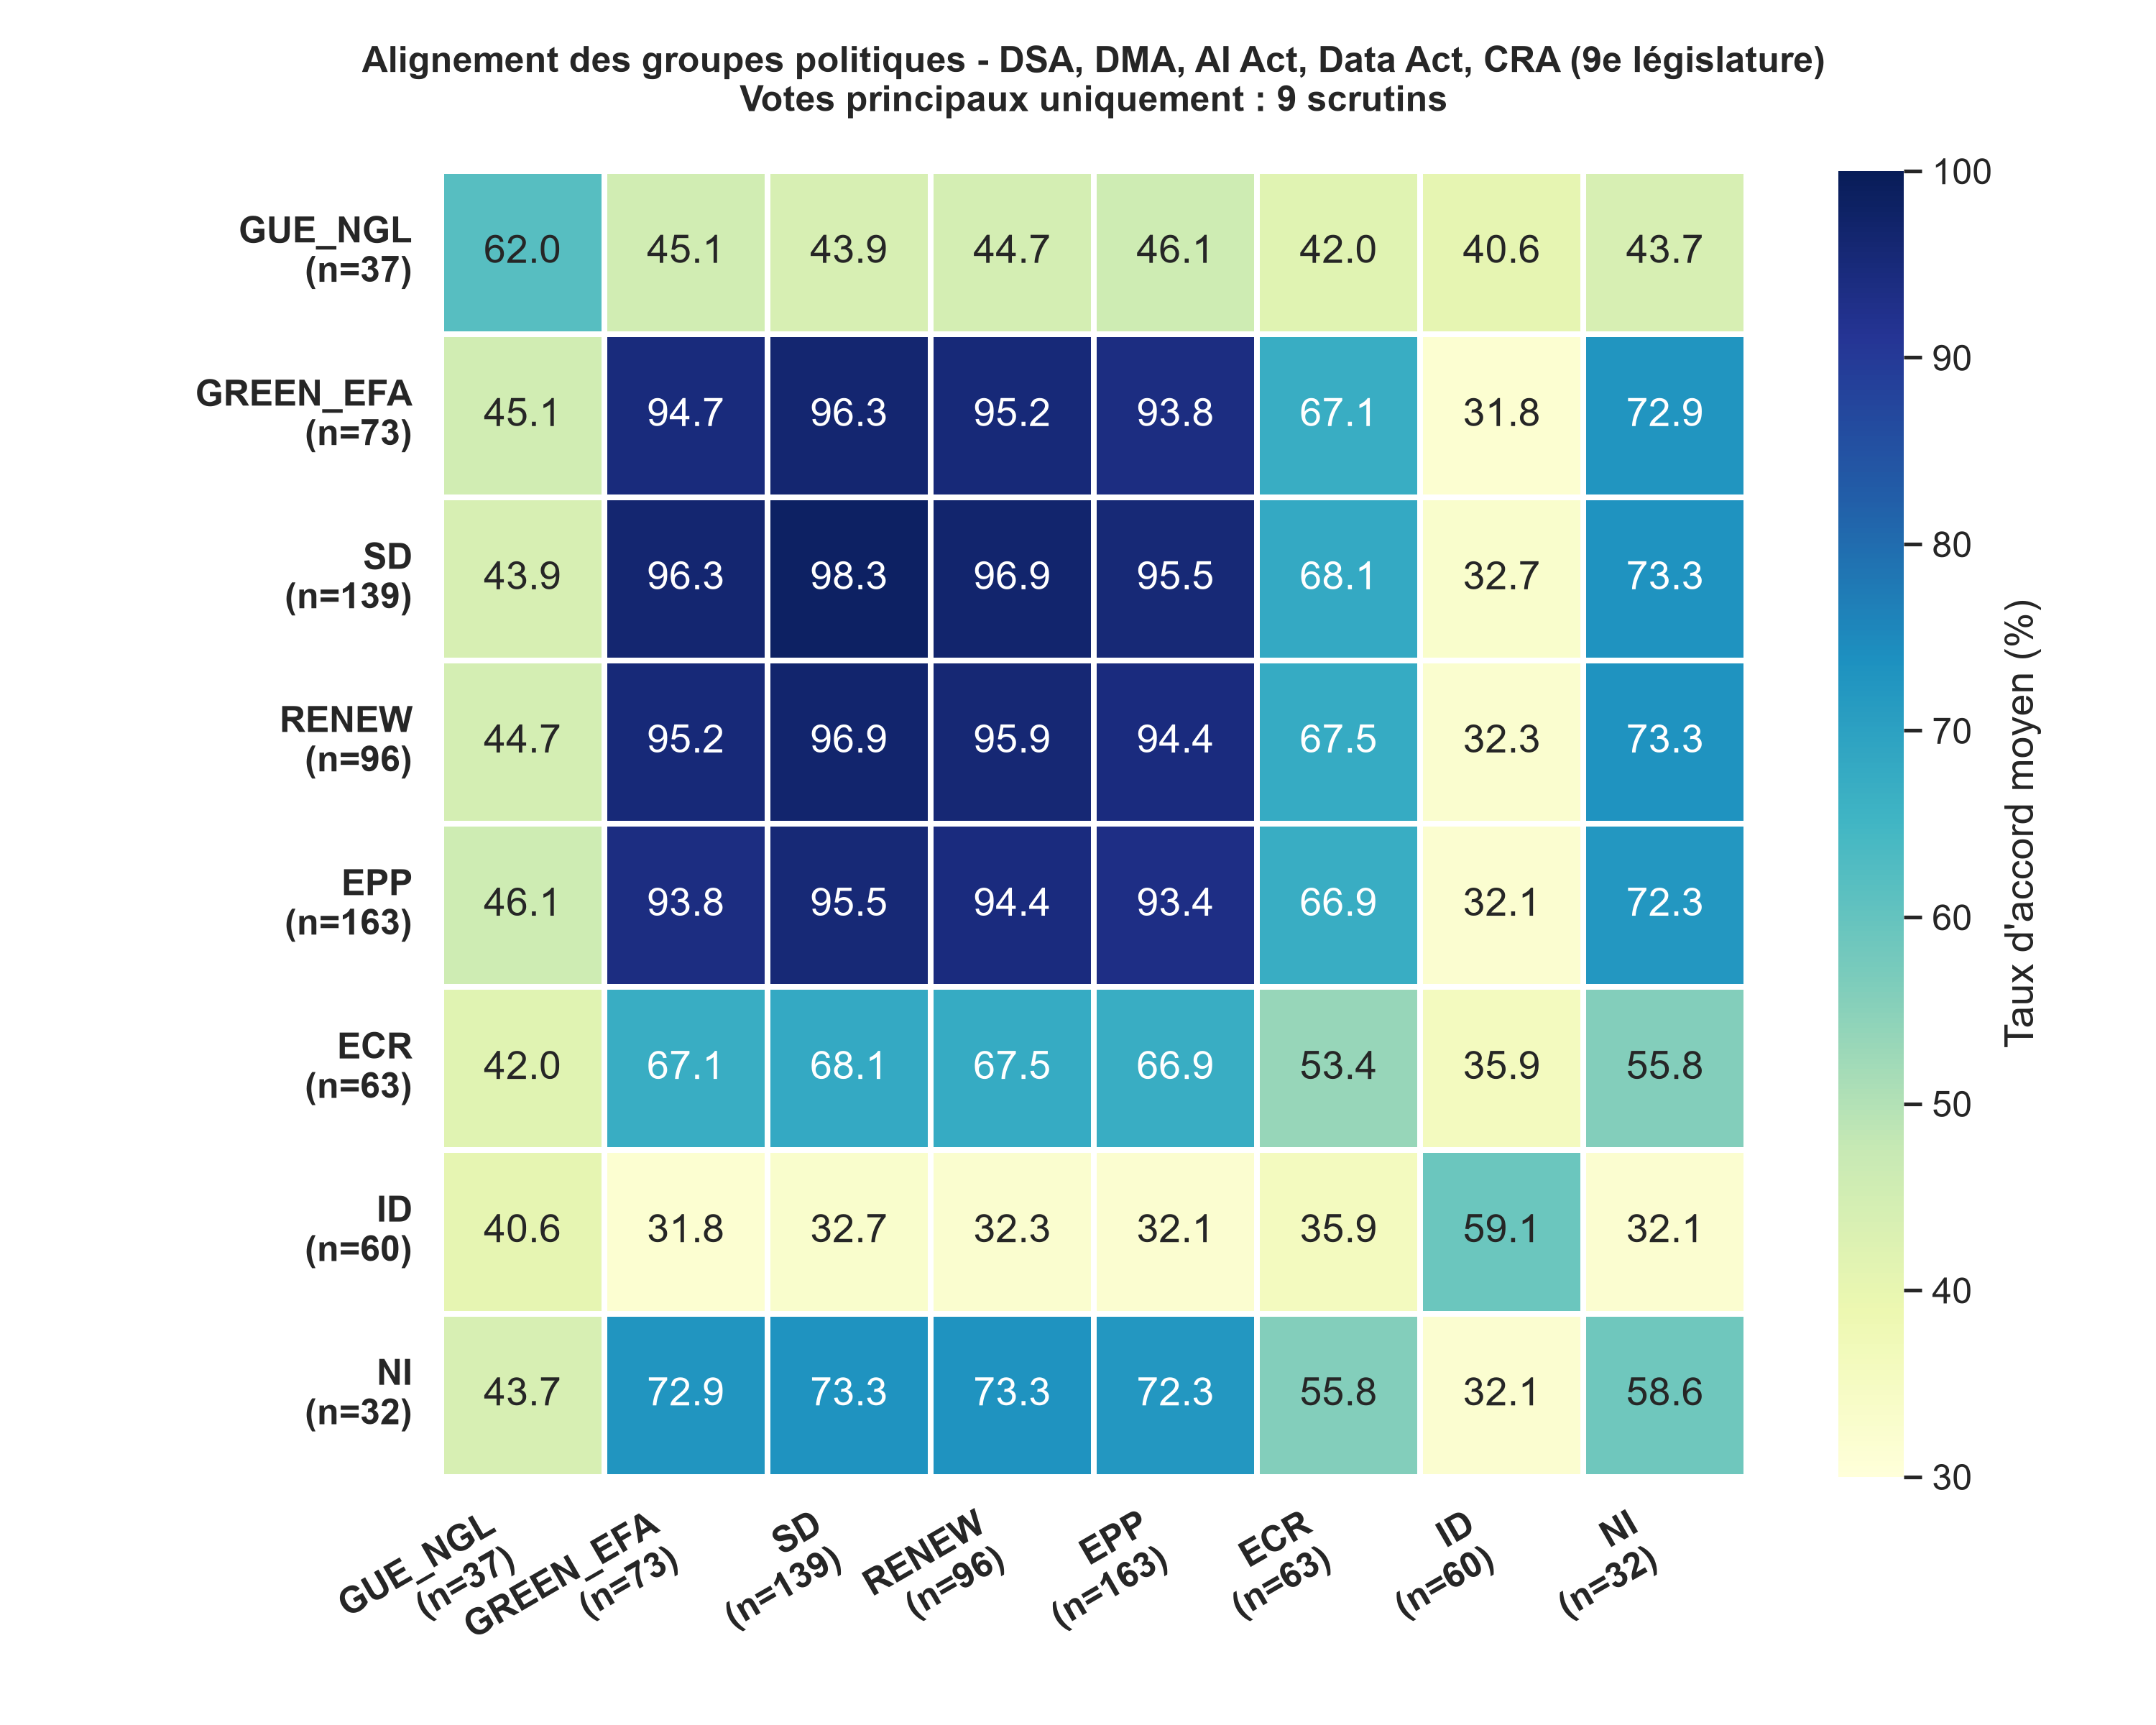 Alignement des groupes politiques - DSA, DMA, AI Act, Data Act, CRA (9e législature)
Votes principaux uniquement : 9 scrutins
GUE_NGL
(n=37)
62.0 45.1 43.9 44.7 46.1 42.0 40.6 43.7
GREEN_EFA
(n=73)
45.1 94.7 96.3 95.2 93.8 67.1 31.8 72.9
SD
(n=139)
43.9 96.3 98.3 96.9 95.5 68.1 32.7 73.3
RENEW
(n=96)
44.7 95.2 96.9 95.9 94.4 67.5 32.3 73.3
EPP
(n=163)
46.1 93.8 95.5 94.4 93.4 66.9 32.1 72.3
ECR
(n=63)
42.0 67.1 68.1 67.5 66.9 53.4 35.9 55.8
ID
(n=60)
40.6 31.8 32.7 32.3 32.1 35.9 59.1 32.1
NI
(n=32)
43.7 72.9 73.3 73.3 72.3 55.8 32.1 58.6
GUE_NGL
(n=37)
GREEN_EFA
(n=73)
SD
(n=139)
RENEW
(n=96)
EPP
(n=163)
ECR
(n=63)
ID
(n=60)
NI
(n=32)
100
90
80
70
60
50
40
30
Taux d'accord moyen (%)